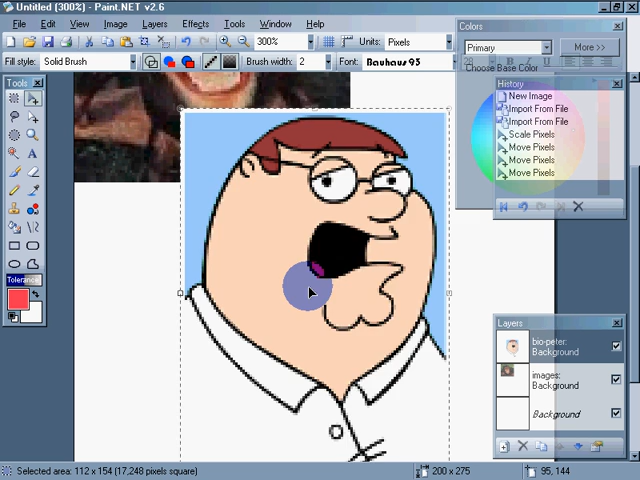 Untitled (300%) - Paint.NET v2.6
File Edit View Image Layers Effects Tools Window Help
300% Units: Pixels
Fill style: Solid Brush Brush width: 2 Font: Bauhaus 93 28
Tools
Tolerance
Colors
Primary More >>
Choose Base Color
History
New Image
Import From File
Import From File
Scale Pixels
Move Pixels
Move Pixels
Move Pixels
Layers
bio-peter:
Background
images:
Background
Background
Selected area: 112 x 154 (17,248 pixels square) 200 x 275 95, 144